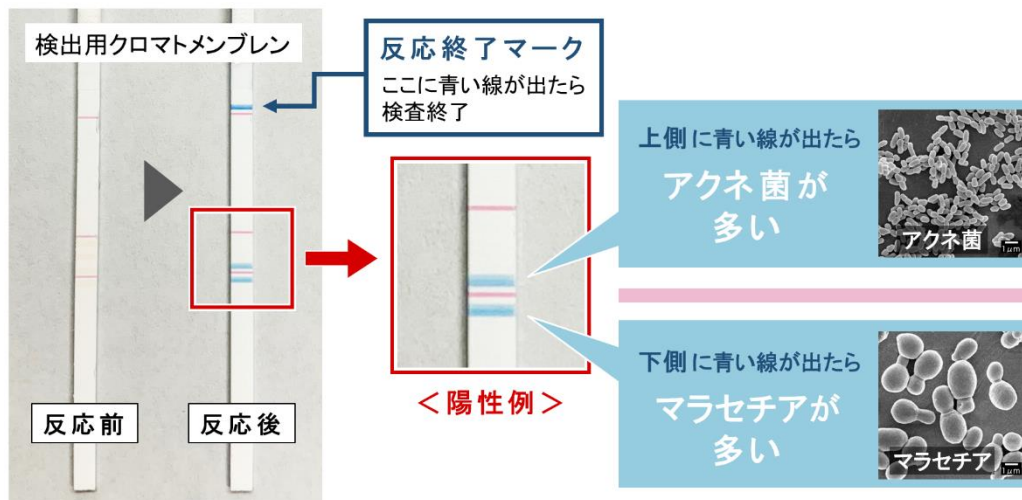 検出用クロマトメンブレン
反応終了マーク
ここに青い線が出たら
検査終了
反応前
反応後
＜陽性例＞
上側に青い線が出たら
アクネ菌が
多い
アクネ菌
1μm
下側に青い線が出たら
マラセチアが
多い
マラセチア
1μm